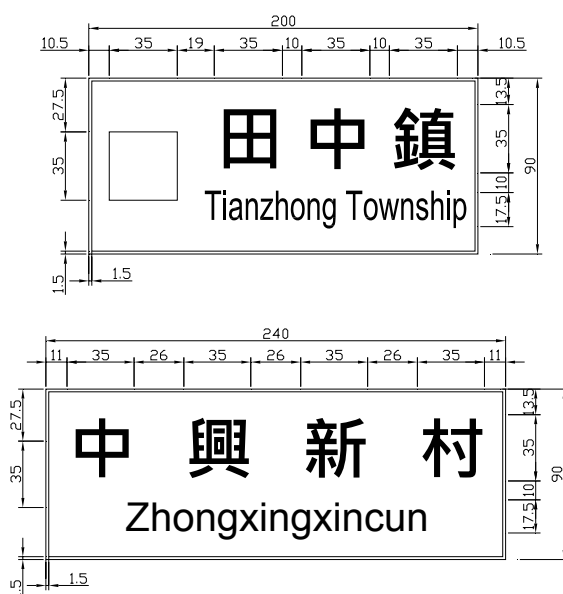 200
10.5 35 19 35 10 35 10 35 10.5
27.5 35 1.5
田中鎮
Tianzhong Township
13.5 35 10 17.5
90
1.5
240
11 35 26 35 26 35 26 35 11
27.5 35
中興新村
Zhongxingxincun
13.5 35 10 17.5
90
1.5